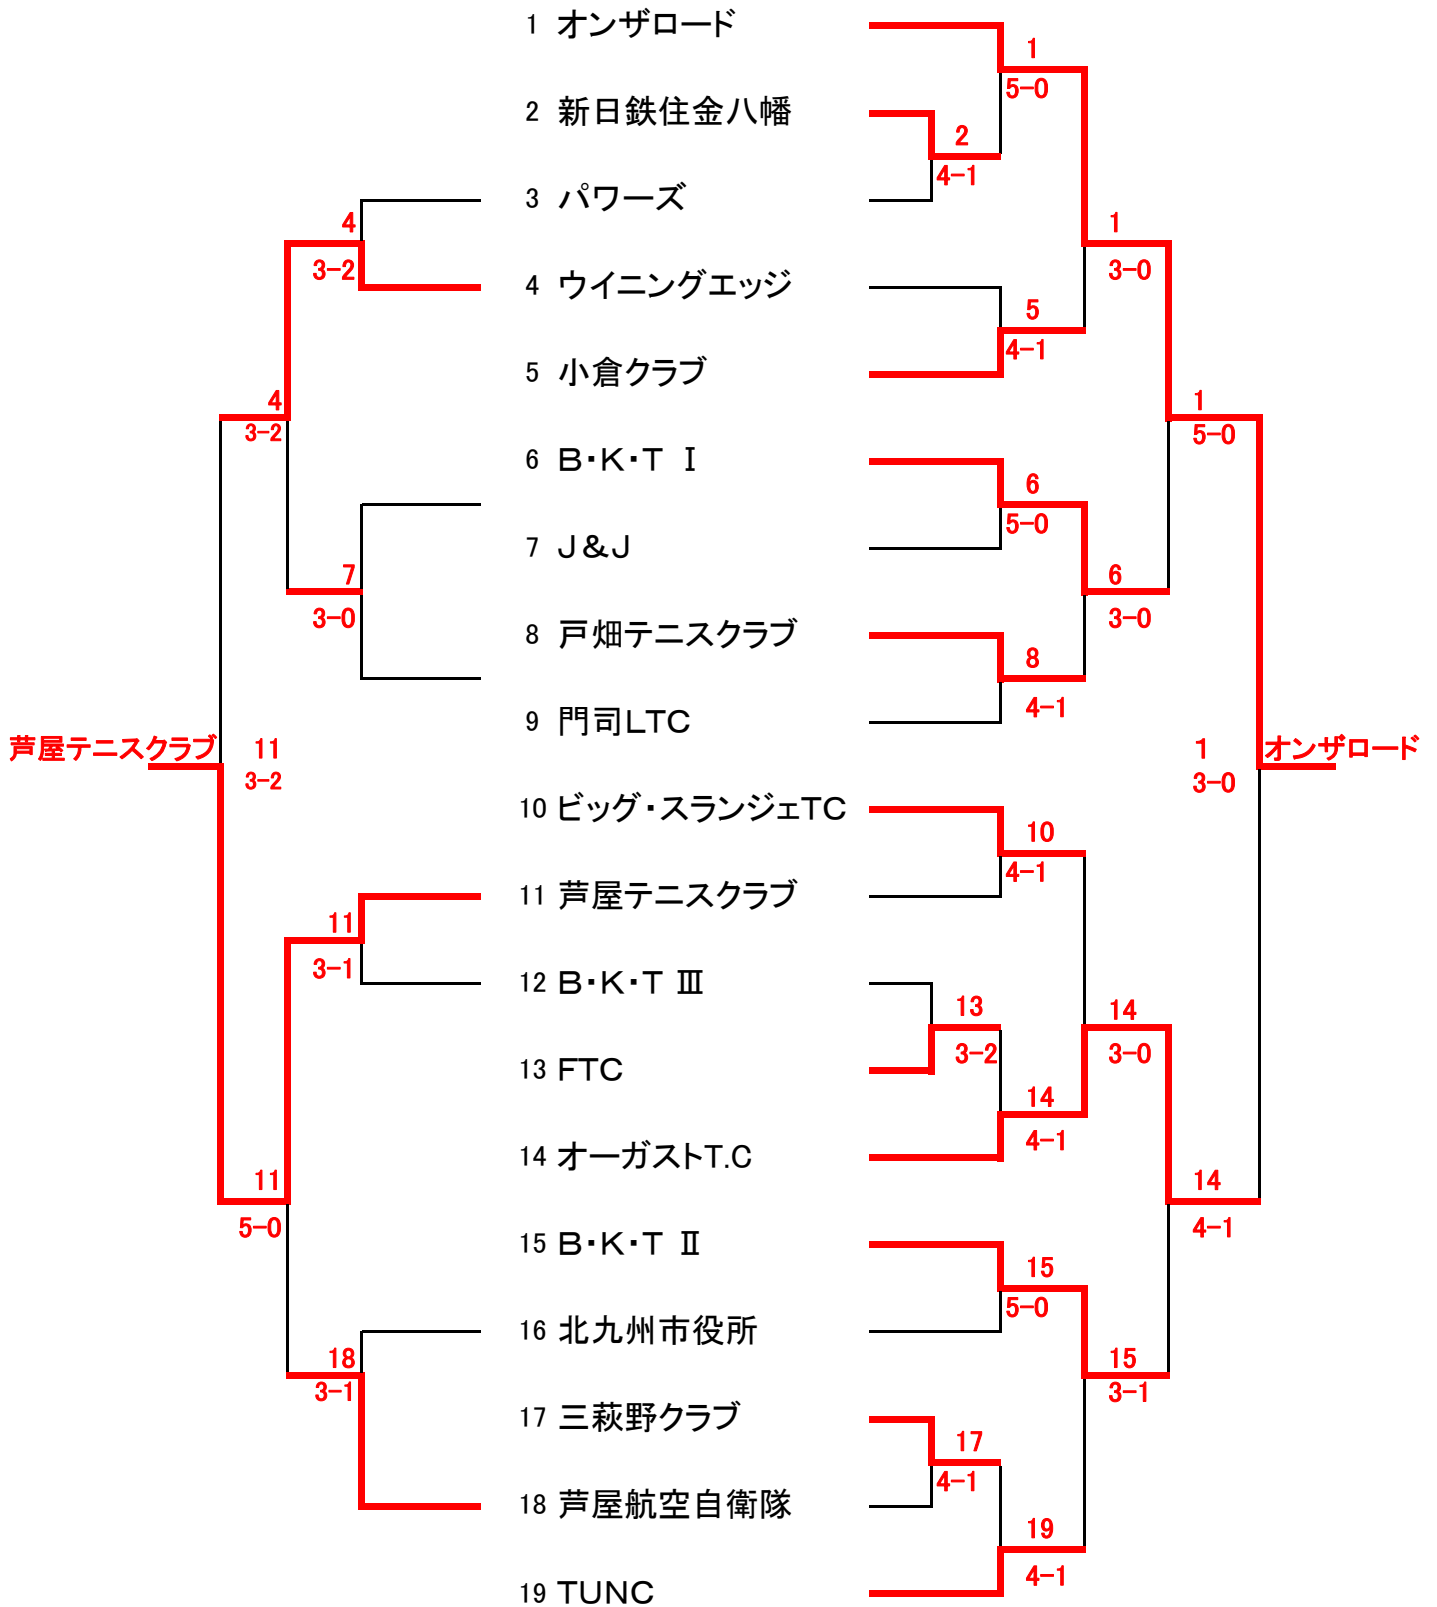 1 オンザロード
2 新日鉄住金八幡
3 パワーズ
4 ウイニングエッジ
5 小倉クラブ
6 B・K・T Ⅰ
7 J&J
8 戸畑テニスクラブ
9 門司LTC
10 ビッグ・スランジェTC
11 芦屋テニスクラブ
12 B・K・T Ⅲ
13 FTC
14 オーガストT.C
15 B・K・T Ⅱ
16 北九州市役所
17 三萩野クラブ
18 芦屋航空自衛隊
19 TUNC
4
3-2
4
3-2
7
3-0
芦屋テニスクラブ
11
3-2
11
3-1
11
5-0
18
3-1
1
5-0
2
4-1
1
3-0
5
4-1
1
5-0
6
5-0
6
3-0
8
4-1
1
3-0
オンザロード
10
4-1
13
3-2
14
3-0
14
4-1
14
4-1
15
5-0
15
3-1
17
4-1
19
4-1